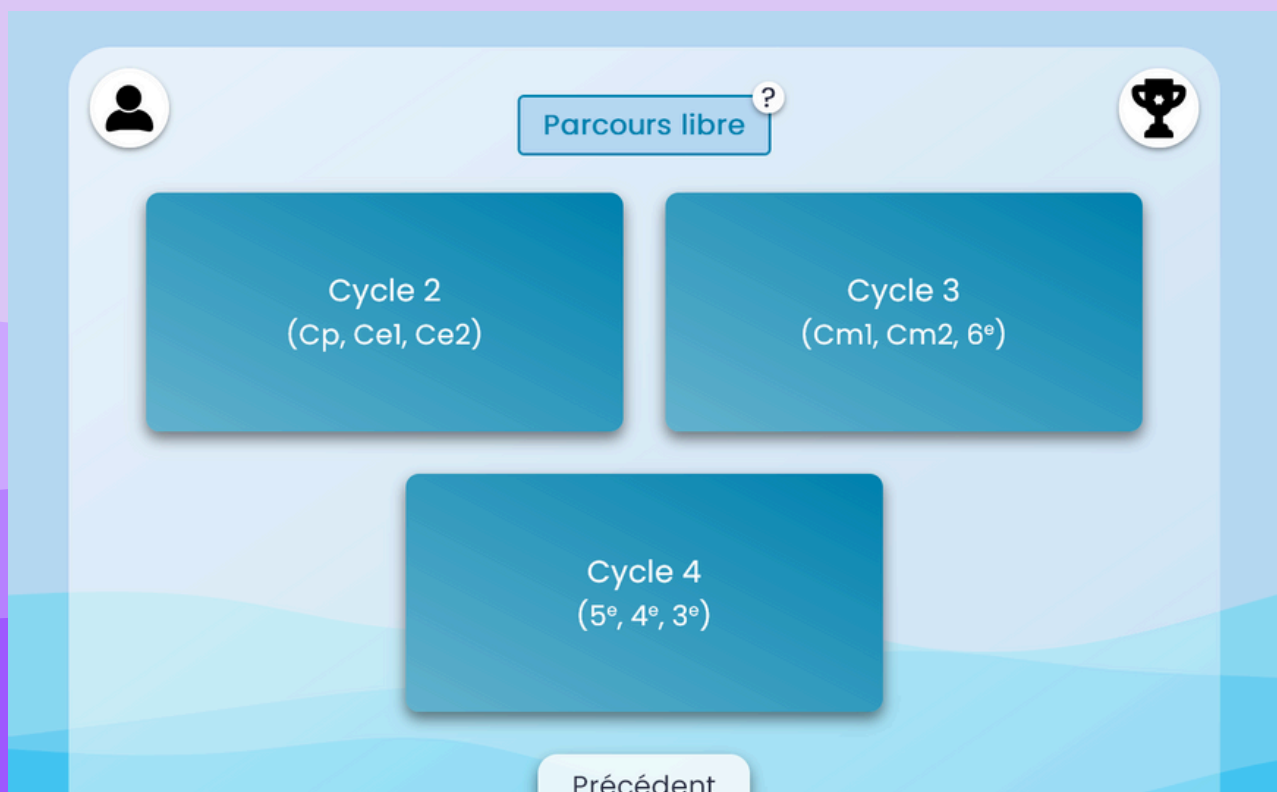 Parcours libre
?
Cycle 2
(Cp, Ce1, Ce2)
Cycle 3
(Cm1, Cm2, 6ᵉ)
Cycle 4
(5ᵉ, 4ᵉ, 3ᵉ)
Précédent